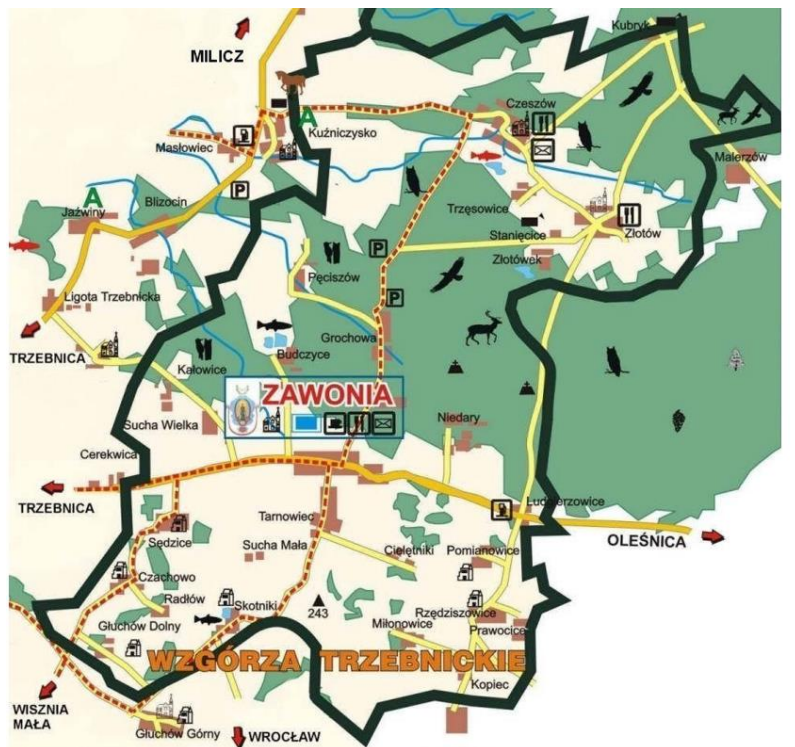 Kubryk
MILICZ
Czeszów
A
Kuźniczysko
Masłowiec
P
Malerzów
A
Jaźwiny
Blizocin
Trzęsowice
Stanięcice
Złotów
Złotówek
P
Pęciszów
P
Ligota Trzebnicka
Grochowa
TRZEBNICA
Budczyce
Kałowice
ZAWONIA
Niedary
Sucha Wielka
Cerekwica
TRZEBNICA
Ludgierzowice
OLEŚNICA
Tarnowiec
Sędzice
Sucha Mała
Cielętniki
Pomianowice
Czachowo
Radłów
Skotniki
243
Rzędziszowice
Głuchów Dolny
Miłonowice
Prawocice
WZGÓRZA TRZEBNICKIE
Kopiec
WISZNIA
MAŁA
Głuchów Górny
WROCŁAW